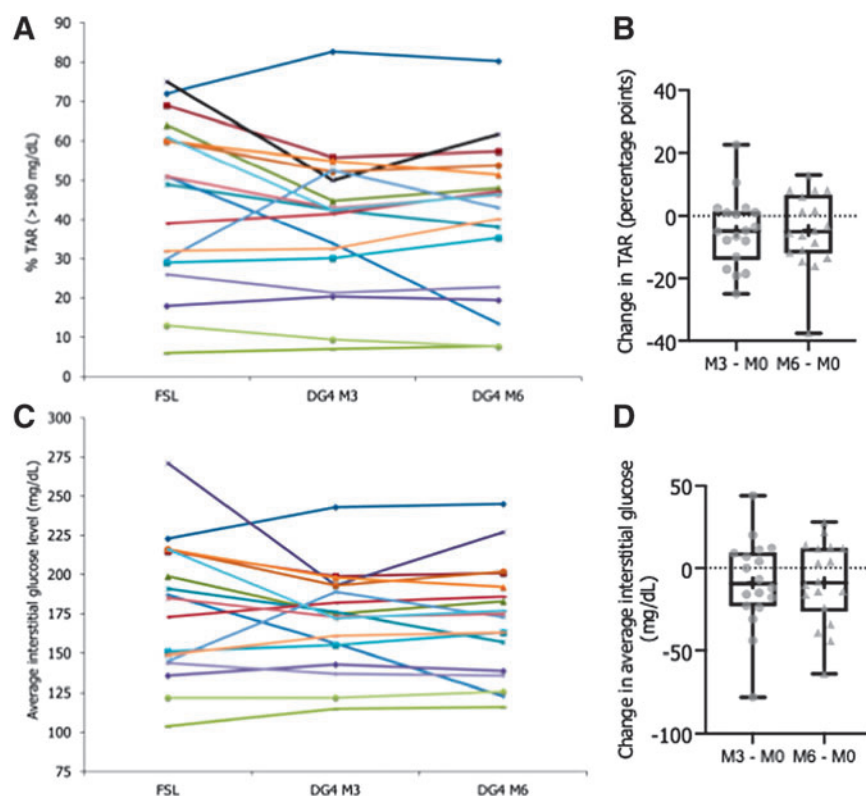 A
% TAR (>180 mg/dL)
90
80
70
60
50
40
30
20
10
0
FSL
DG4 M3
DG4 M6
B
Change in TAR (percentage points)
40
20
0
-20
-40
M3 - M0
M6 - M0
C
Average interstitial glucose level (mg/dL)
300
275
250
225
200
175
150
125
100
75
FSL
DG4 M3
DG4 M6
D
Change in average interstitial glucose
(mg/dL)
50
0
-50
-100
M3 - M0
M6 - M0